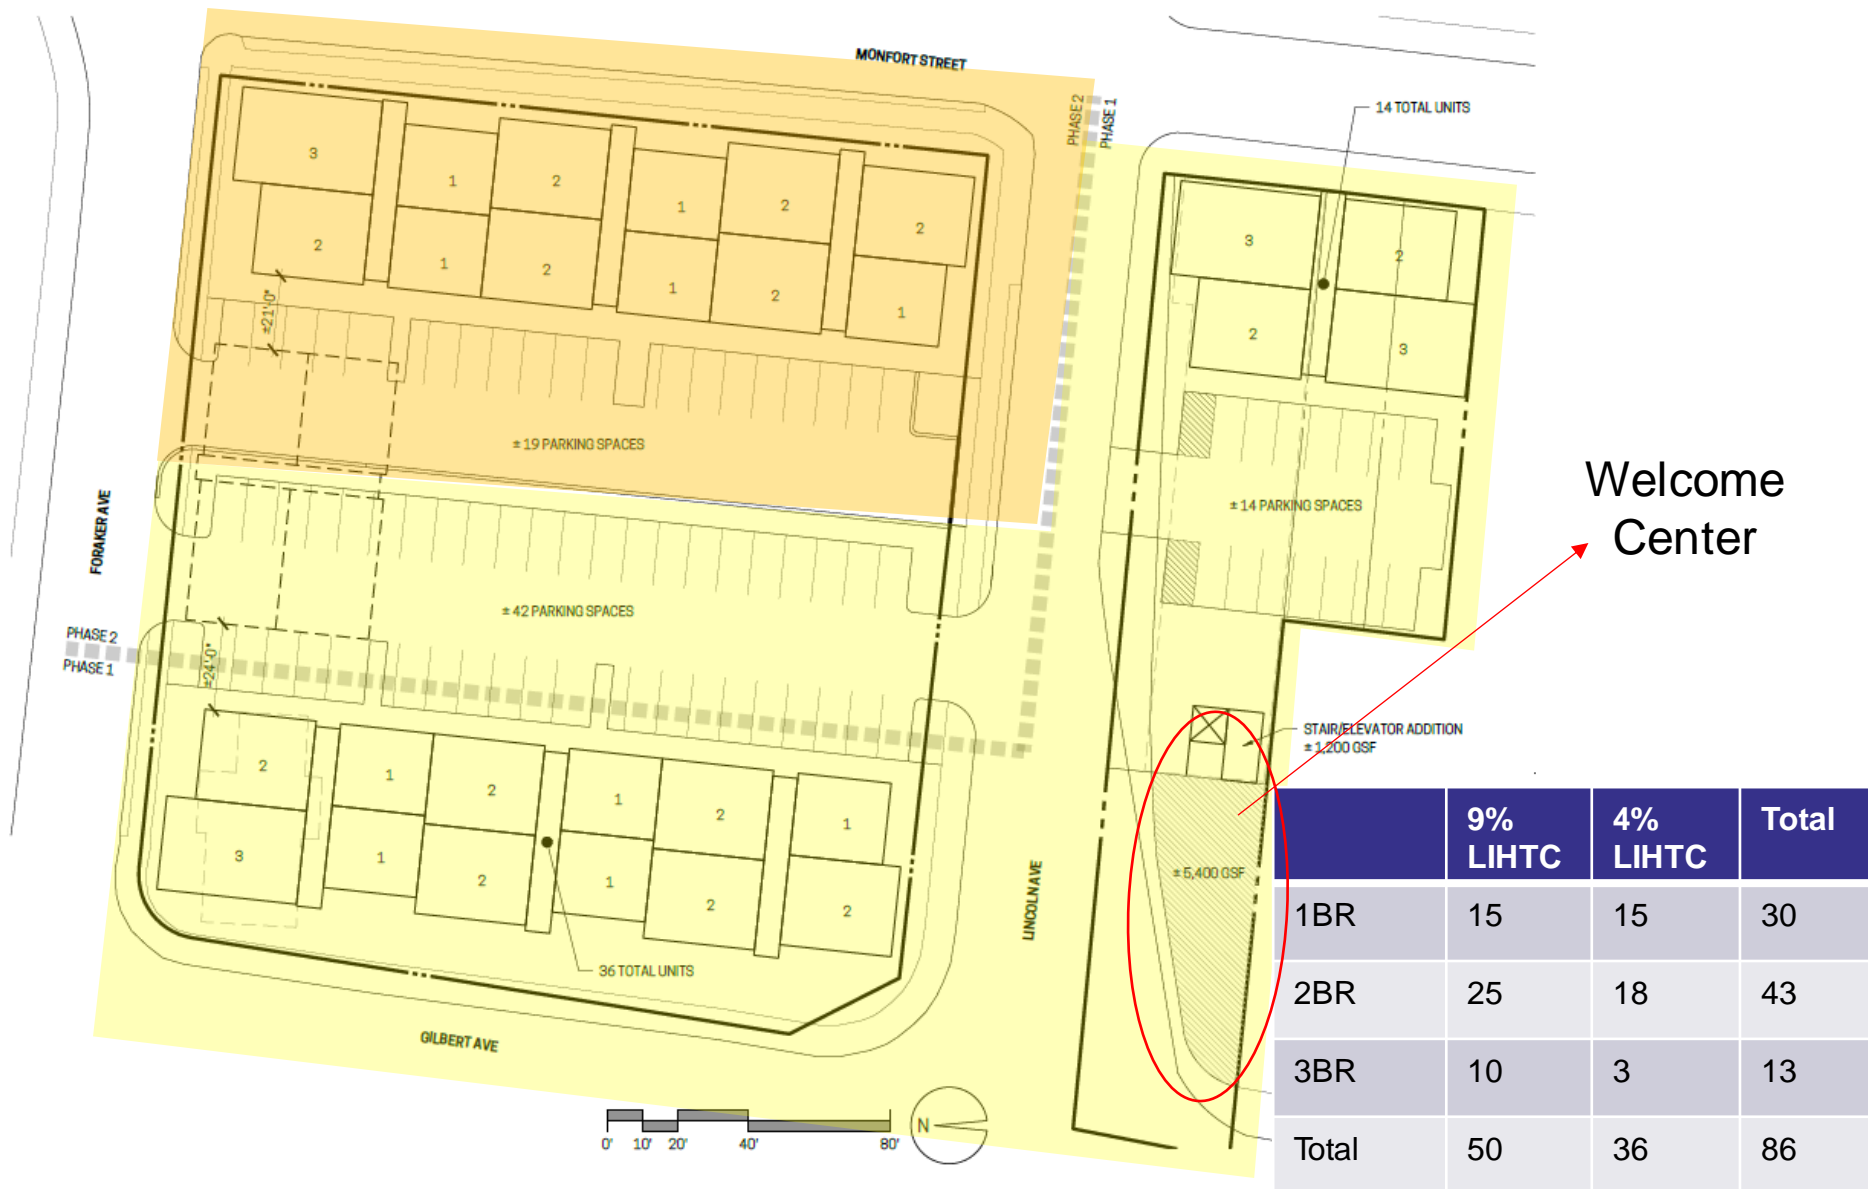 MONFORT STREET
PHASE 2
PHASE 1
14 TOTAL UNITS
3
1
2
1
2
2
2
1
2
1
2
1
±21'-0"
± 19 PARKING SPACES
3
2
2
3
± 14 PARKING SPACES
Welcome
Center
FORAKER AVE
± 42 PARKING SPACES
PHASE 2
PHASE 1
±24'-0"
STAIR/ELEVATOR ADDITION
± 1,200 GSF
2
1
2
1
2
1
3
1
2
1
2
2
± 5,400 GSF
LINCOLN AVE
36 TOTAL UNITS
GILBERT AVE
0' 10' 20' 40' 80'
N
9% LIHTC 4% LIHTC Total
1BR 15 15 30
2BR 25 18 43
3BR 10 3 13
Total 50 36 86